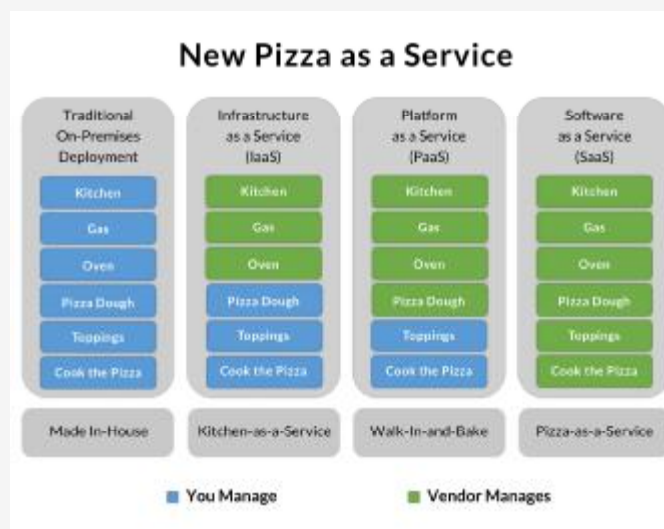 New Pizza as a Service
Traditional
On-Premises
Deployment
Kitchen
Gas
Oven
Pizza Dough
Toppings
Cook the Pizza
Made In-House
Infrastructure
as a Service
(IaaS)
Kitchen
Gas
Oven
Pizza Dough
Toppings
Cook the Pizza
Kitchen-as-a-Service
Platform
as a Service
(PaaS)
Kitchen
Gas
Oven
Pizza Dough
Toppings
Cook the Pizza
Walk-In-and-Bake
Software
as a Service
(SaaS)
Kitchen
Gas
Oven
Pizza Dough
Toppings
Cook the Pizza
Pizza-as-a-Service
You Manage
Vendor Manages